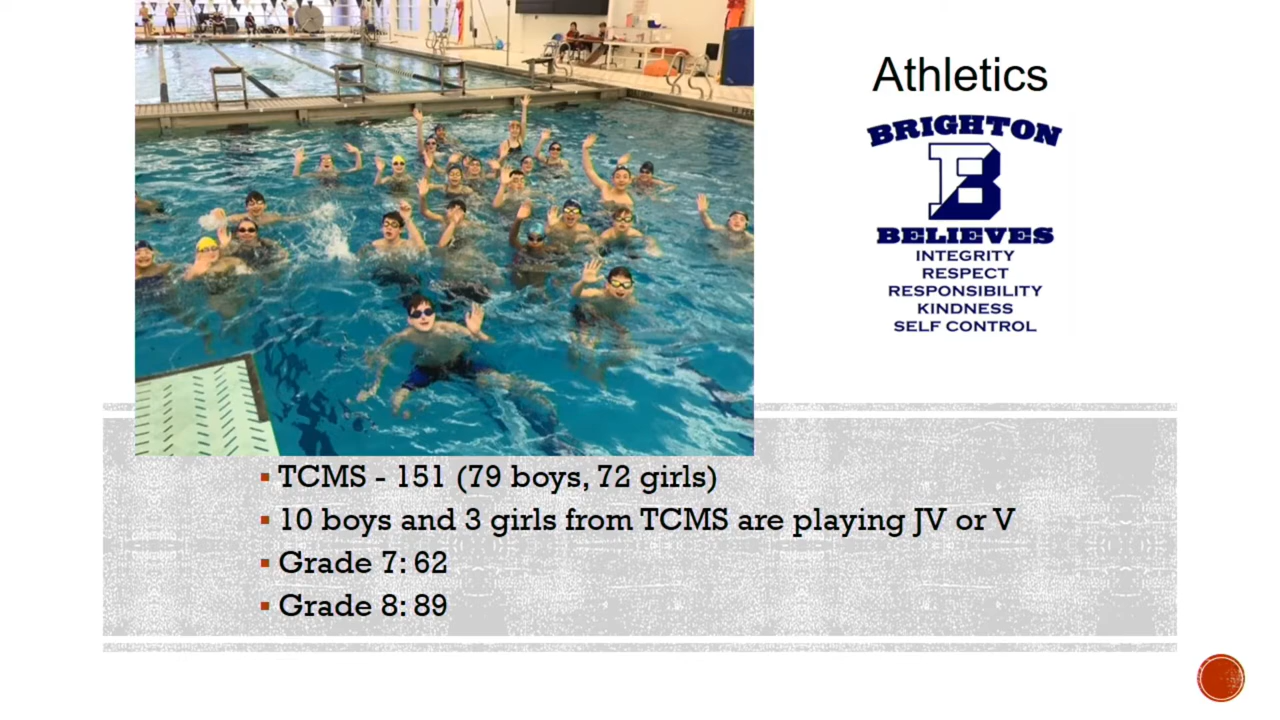 Athletics
BRIGHTON
B
BELIEVES
INTEGRITY
RESPECT
RESPONSIBILITY
KINDNESS
SELF CONTROL
TCMS - 151 (79 boys, 72 girls)
10 boys and 3 girls from TCMS are playing JV or V
Grade 7: 62
Grade 8: 89